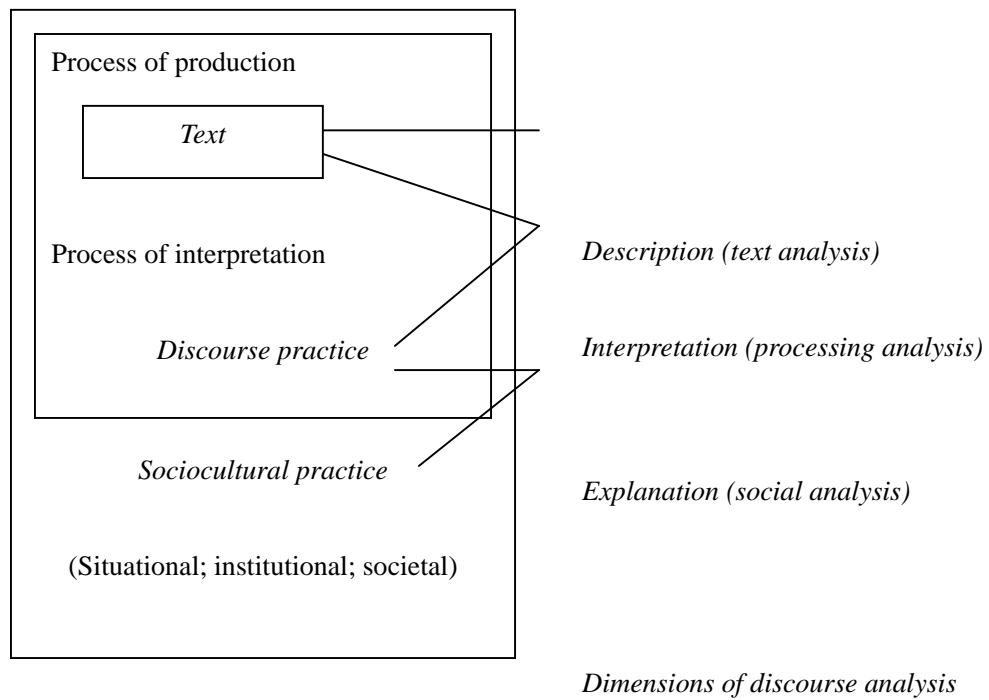 Process of production
Text
Process of interpretation
Description (text analysis)
Discourse practice
Interpretation (processing analysis)
Sociocultural practice
Explanation (social analysis)
(Situational; institutional; societal)
Dimensions of discourse analysis